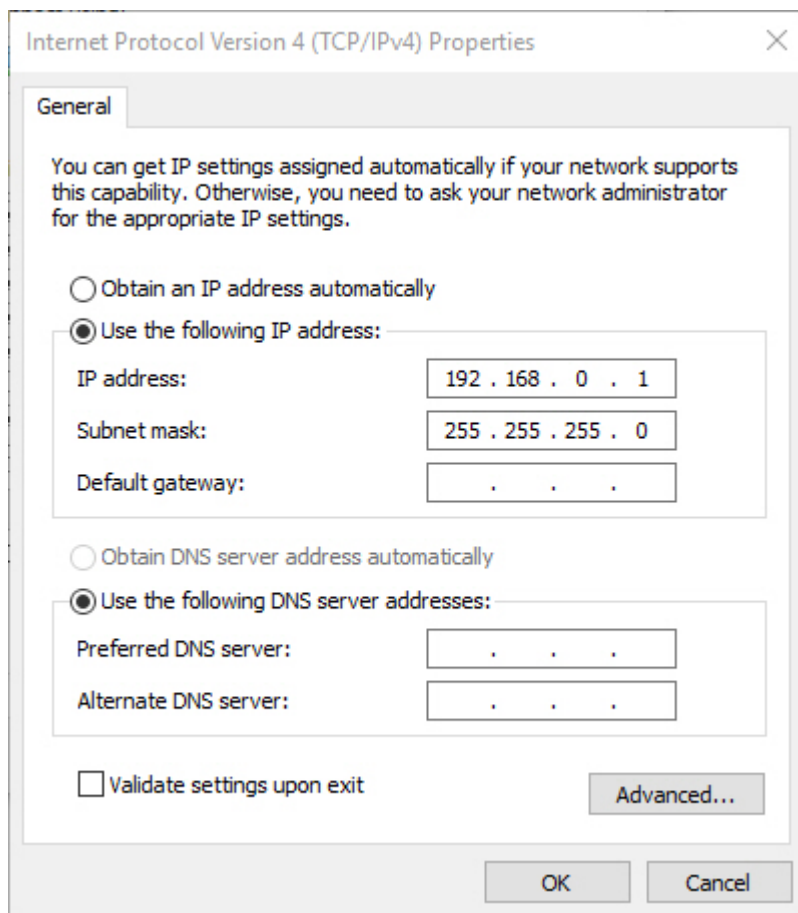 Internet Protocol Version 4 (TCP/IPv4) Properties
General
You can get IP settings assigned automatically if your network supports
this capability. Otherwise, you need to ask your network administrator
for the appropriate IP settings.
Obtain an IP address automatically
Use the following IP address:
IP address: 192 . 168 . 0 . 1
Subnet mask: 255 . 255 . 255 . 0
Default gateway: . . .
Obtain DNS server address automatically
Use the following DNS server addresses:
Preferred DNS server: . . .
Alternate DNS server: . . .
Validate settings upon exit
Advanced...
OK Cancel